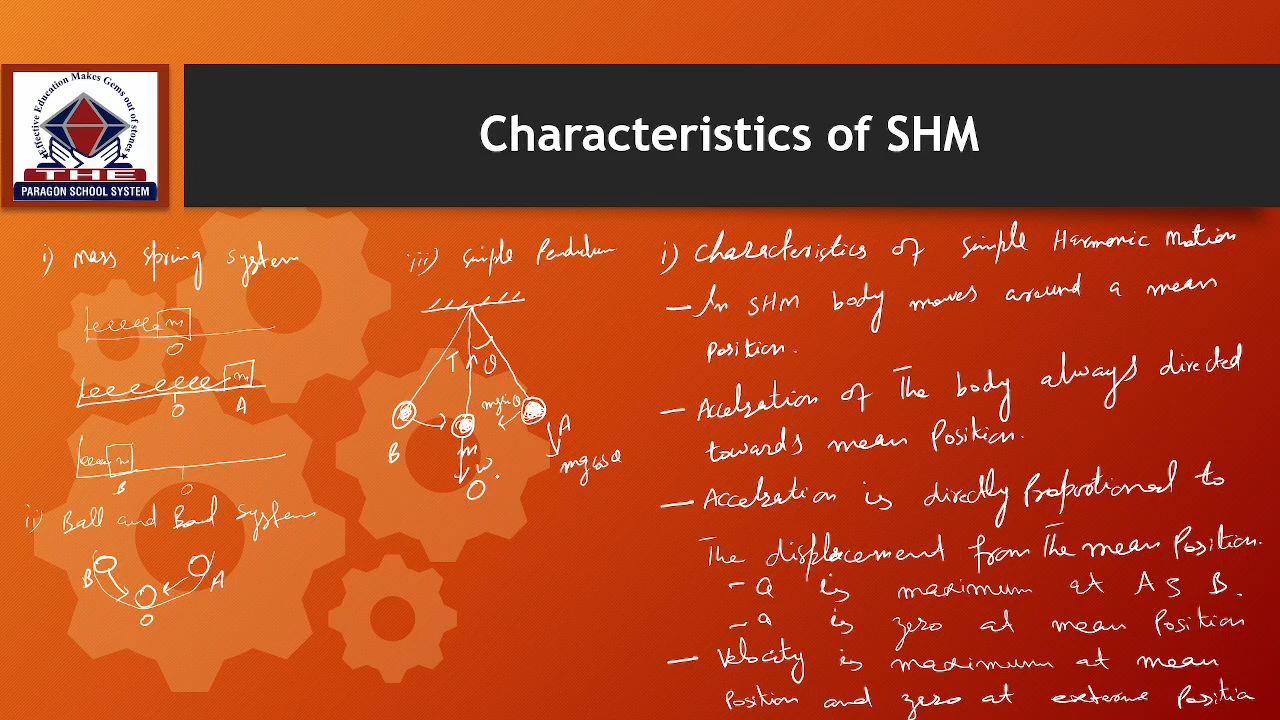 Effective Education Makes Gems out of stones
THE
PARAGON SCHOOL SYSTEM
Characteristics of SHM
i) Mass Spring system
m
O
m
O
A
m
B
O
ii) Ball and Bowl system
B
A
O
iii) Simple Pendulum
T
θ
mg sin θ
B
A
m
W
mg cos θ
O
i) Characteristics of Simple Harmonic Motion
— In SHM body moves around a mean
position.
— Accelration of The body always directed
towards mean Position.
— Accelration is directly Proportional to
The displacement from The mean Position.
- a is maximum at A & B.
- a is zero at mean Position
— Velocity is maximum at mean
Position and zero at extreme Position